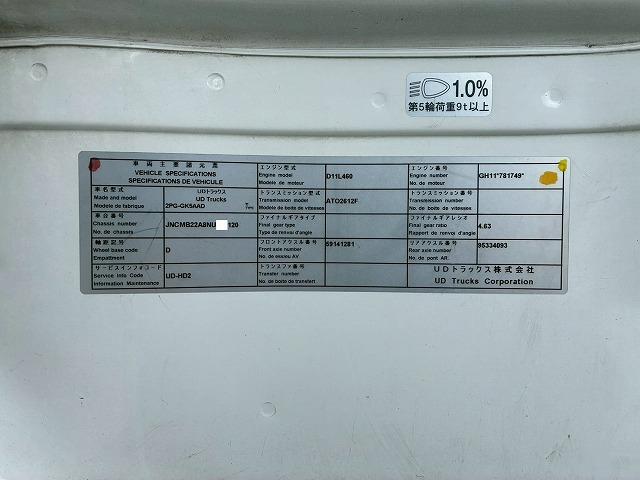 1.0%
第5輪荷重9t以上
車両主要諸元表
VEHICLE SPECIFICATIONS
SPECIFICATIONS DE VEHICULE
エンジン型式
Engine model
Modèle de moteur
D11L460
エンジン番号
Engine number
No. de moteur
GH11*781749*
車名型式
Made and model
Modèle de fabrique
UDトラックス
UD Trucks
2PG-GK5AAD
トランスミッション型式
Transmission model
Modèle de boite de vitesses
ATO2612F
トランスミッション番号
Transmission number
No. de boite de vitesses
車台番号
Chassis number
No. de chassis
JNCMB22A8NU 120
ファイナルギアタイプ
Final gear type
Type de renvoi d'angle
ファイナルギアレシオ
Final gear ratio
Rapport de renvoi d'angle
4.63
軸距記号
Wheel base code
Empattement
D
フロントアクスル番号
Front axle number
No. de essieu AV
59141281
リアアクスル番号
Rear axle number
No. de pont AR.
95334093
サービスインフォコード
Service Info Code
Information Maintenance
UD-HD2
トランスファ番号
Transfer number
No. de boite de transfert
UDトラックス株式会社
UD Trucks Corporation